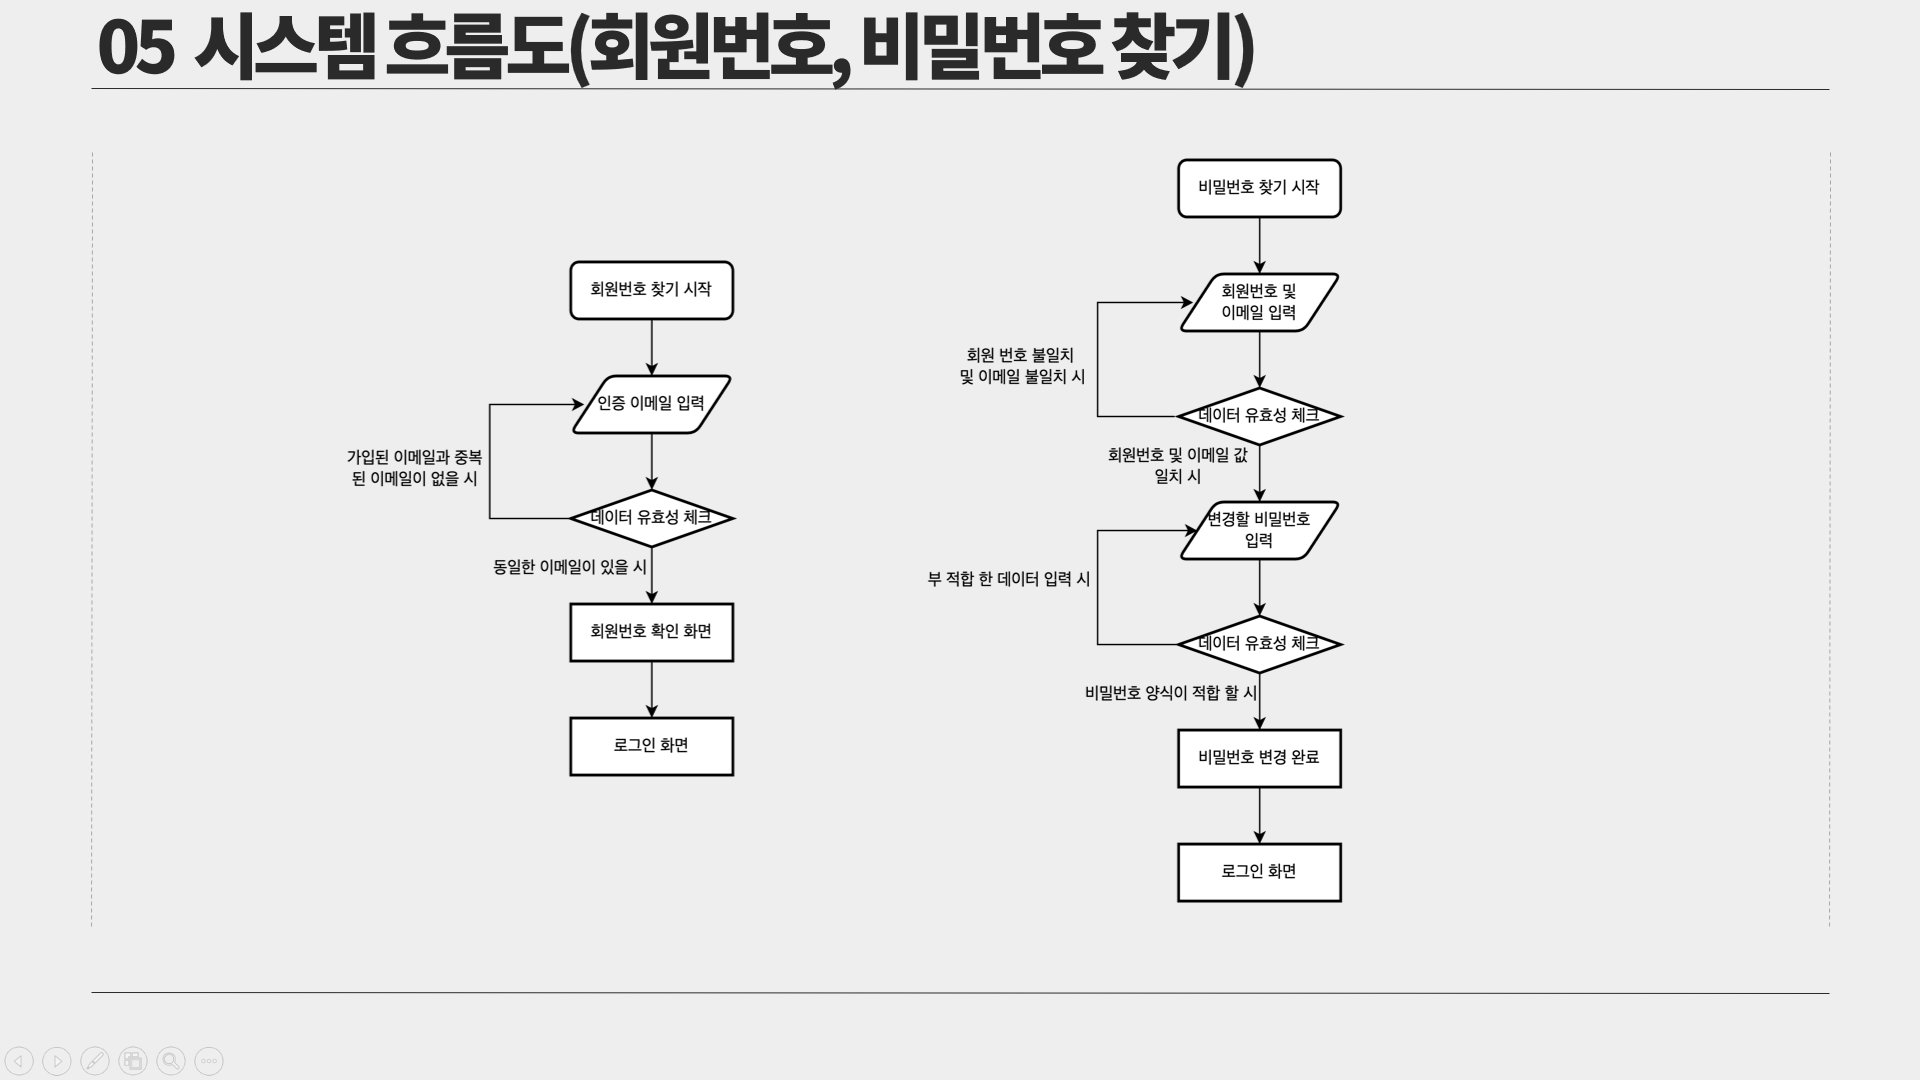 05 시스템 흐름도(회원번호, 비밀번호 찾기)
회원번호 찾기 시작
인증 이메일 입력
가입된 이메일과 중복
된 이메일이 없을 시
데이터 유효성 체크
동일한 이메일이 있을 시
회원번호 확인 화면
로그인 화면
비밀번호 찾기 시작
회원번호 및
이메일 입력
회원 번호 불일치
및 이메일 불일치 시
데이터 유효성 체크
회원번호 및 이메일 값
일치 시
변경할 비밀번호
입력
부 적합 한 데이터 입력 시
데이터 유효성 체크
비밀번호 양식이 적합 할 시
비밀번호 변경 완료
로그인 화면